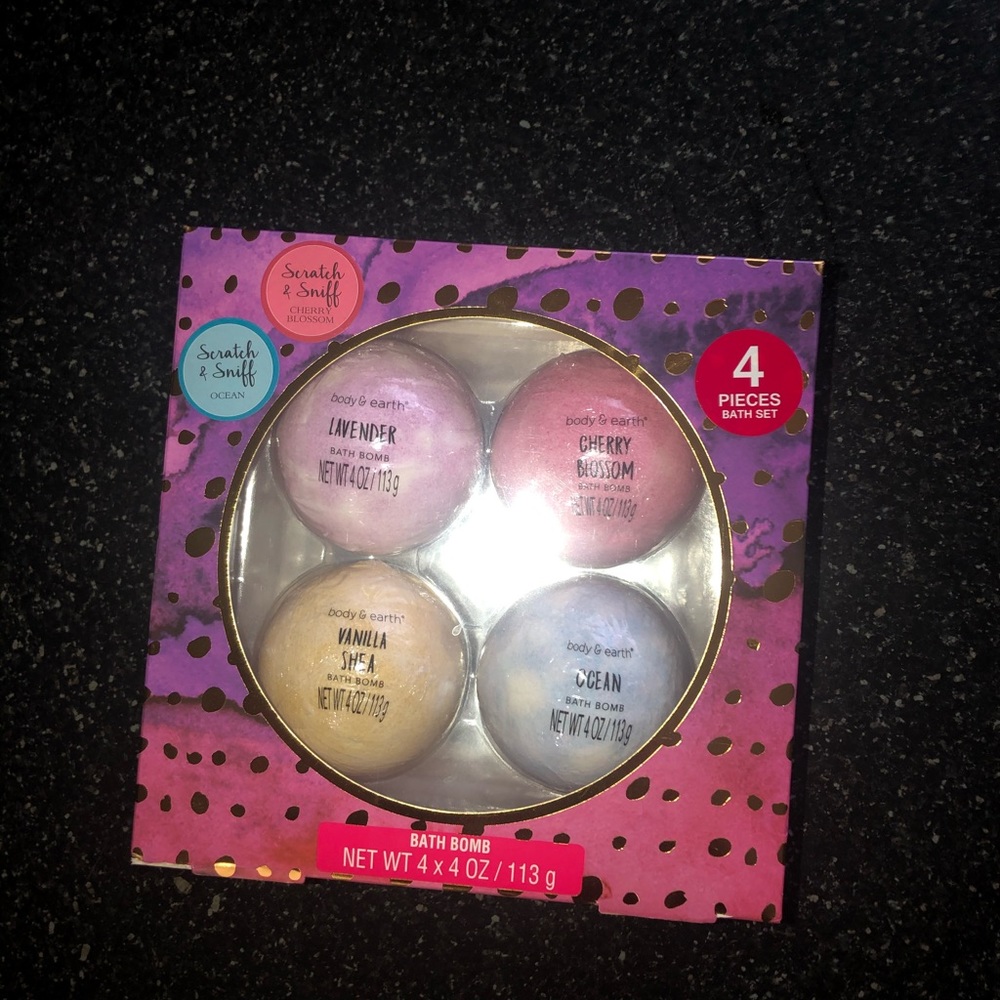 Scratch
& Sniff
CHERRY
BLOSSOM
Scratch
& Sniff
OCEAN
4
PIECES
BATH SET
body & earth®
LAVENDER
BATH BOMB
NET WT 4 OZ / 113 g
body & earth®
CHERRY
BLOSSOM
BATH BOMB
NET WT 4 OZ / 113 g
body & earth®
VANILLA
SHEA
BATH BOMB
NET WT 4 OZ / 113 g
body & earth®
OCEAN
BATH BOMB
NET WT 4 OZ / 113 g
BATH BOMB
NET WT 4 x 4 OZ / 113 g